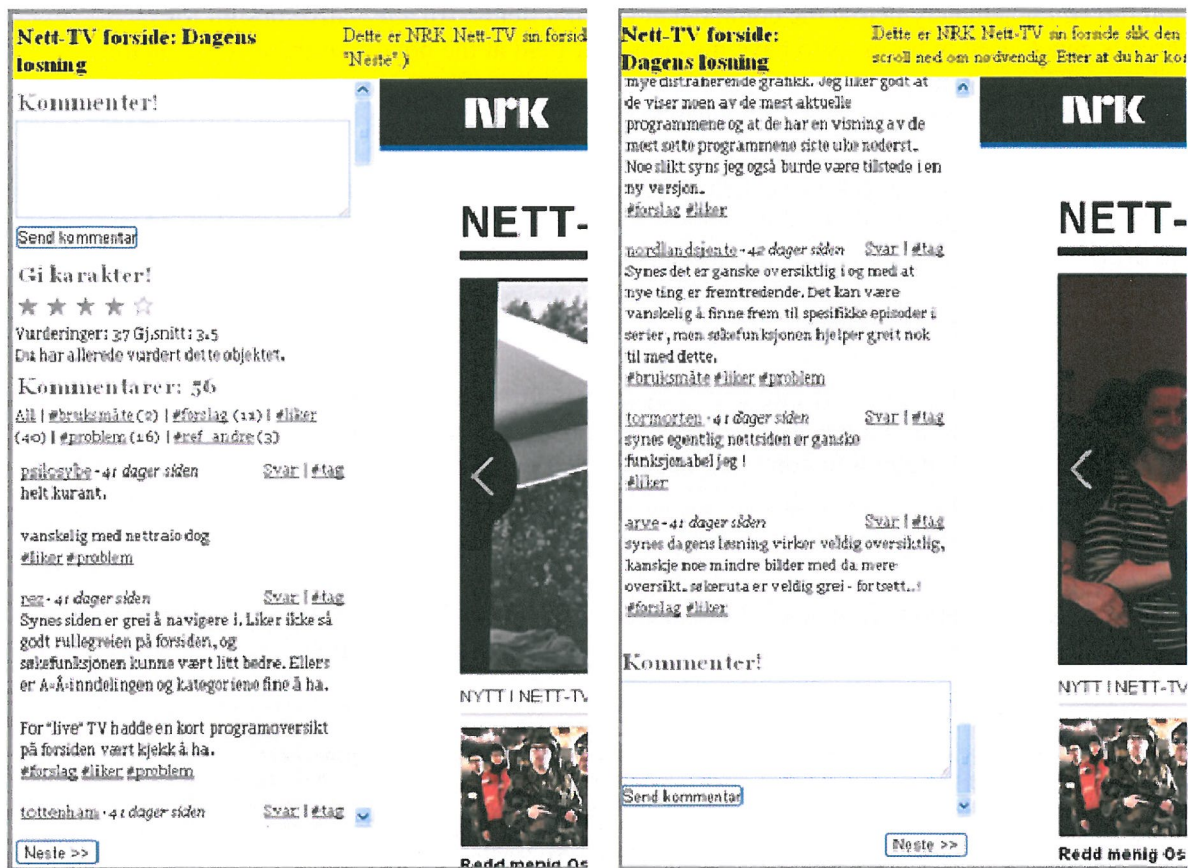 Nett-TV forside: Dagens
løsning
Dette er NRK Nett-TV sin forsid
"Neste" )
Kommenter!
Send kommentar
Gi karakter!
Vurderinger: 37 Gj.snitt: 3.5
Du har allerede vurdert dette objektet.
Kommentarer: 56
All | #bruksmåte (2) | #forslag (12) | #liker
(40) | #problem (16) | #ref_andre (3)
psilosybe - 41 dager siden Svar | #tag
helt kurant.
vanskelig med nettraio dog
#liker #problem
rez - 41 dager siden Svar | #tag
Synes siden er grei å navigere i. Liker ikke så
godt rullegreien på forsiden, og
søkefunksjonen kunne vært litt bedre. Ellers
er A-Å-inndelingen og kategoriene fine å ha.
For "live" TV hadde en kort programoversikt
på forsiden vært kjekk å ha.
#forslag #liker #problem
tottenham - 41 dager siden Svar | #tag
Neste >>
NRK
NETT-
NYTT I NETT-TV
Redd menig Os
Nett-TV forside:
Dagens løsning
Dette er NRK Nett-TV sin forside slik den
scroll ned om nødvendig. Etter at du har kor
mye distraherende grafikk. Jeg liker godt at
de viser noen av de mest aktuelle
programmene og at de har en visning av de
mest sette programmene siste uke nederst.
Noe slikt syns jeg også burde være tilstede i en
ny versjon.
#forslag #liker
nordlandsjente - 42 dager siden Svar | #tag
Synes det er ganske oversiktlig i og med at
nye ting er fremtredende. Det kan være
vanskelig å finne frem til spesifikke episoder i
serier, men søkefunksjonen hjelper greit nok
til med dette.
#bruksmåte #liker #problem
tormorten - 41 dager siden Svar | #tag
synes egentlig nettsiden er ganske
funksjonabel jeg !
#liker
arve - 41 dager siden Svar | #tag
synes dagens løsning virker veldig oversiktlig,
kanskje noe mindre bilder med da mere
oversikt. søkeruta er veldig grei - fortsett..!
#forslag #liker
Kommenter!
Send kommentar
Neste >>
NRK
NETT-
NYTT I NETT-TV
Redd menig Os